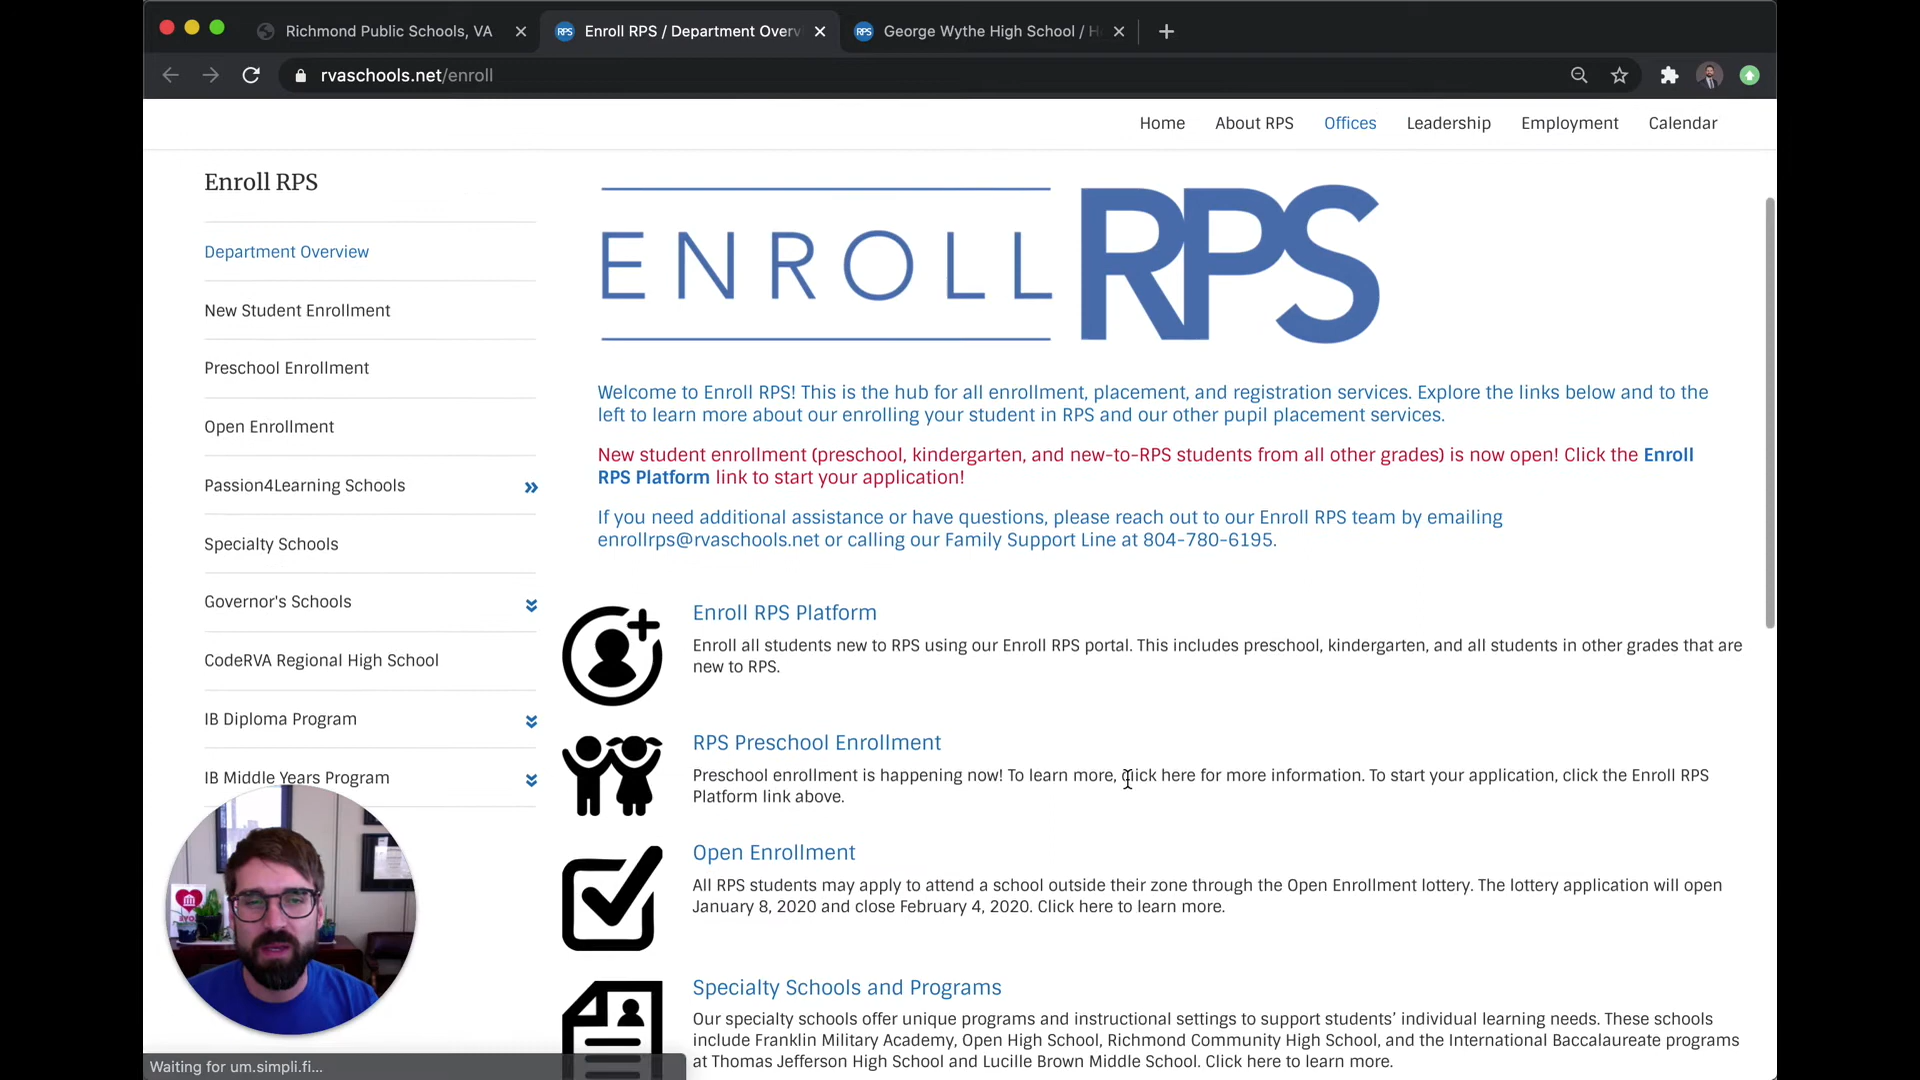 Richmond Public Schools, VA
Enroll RPS / Department Overv
George Wythe High School / H
rvaschools.net/enroll
Home
About RPS
Offices
Leadership
Employment
Calendar
Enroll RPS
Department Overview
New Student Enrollment
Preschool Enrollment
Open Enrollment
Passion4Learning Schools
Specialty Schools
Governor's Schools
CodeRVA Regional High School
IB Diploma Program
IB Middle Years Program
ENROLL RPS
Welcome to Enroll RPS! This is the hub for all enrollment, placement, and registration services. Explore the links below and to the
left to learn more about our enrolling your student in RPS and our other pupil placement services.
New student enrollment (preschool, kindergarten, and new-to-RPS students from all other grades) is now open! Click the Enroll
RPS Platform link to start your application!
If you need additional assistance or have questions, please reach out to our Enroll RPS team by emailing
enrollrps@rvaschools.net or calling our Family Support Line at 804-780-6195.
Enroll RPS Platform
Enroll all students new to RPS using our Enroll RPS portal. This includes preschool, kindergarten, and all students in other grades that are
new to RPS.
RPS Preschool Enrollment
Preschool enrollment is happening now! To learn more, click here for more information. To start your application, click the Enroll RPS
Platform link above.
Open Enrollment
All RPS students may apply to attend a school outside their zone through the Open Enrollment lottery. The lottery application will open
January 8, 2020 and close February 4, 2020. Click here to learn more.
Specialty Schools and Programs
Our specialty schools offer unique programs and instructional settings to support students' individual learning needs. These schools
include Franklin Military Academy, Open High School, Richmond Community High School, and the International Baccalaureate programs
at Thomas Jefferson High School and Lucille Brown Middle School. Click here to learn more.
Waiting for um.simpli.fi...